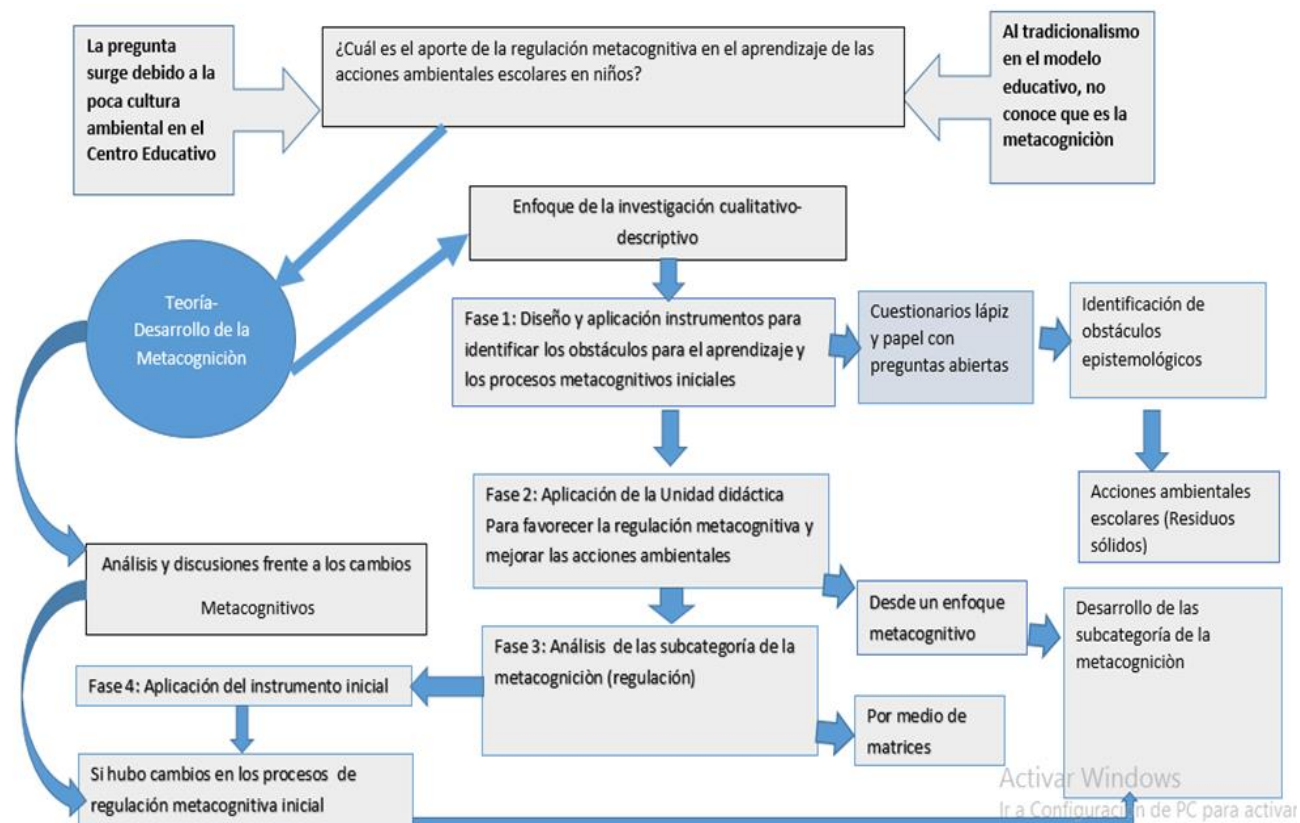 La pregunta
surge debido a la
poca cultura
ambiental en el
Centro Educativo
¿Cuál es el aporte de la regulación metacognitiva en el aprendizaje de las
acciones ambientales escolares en niños?
Al tradicionalismo
en el modelo
educativo, no
conoce que es la
metacogniciòn
Enfoque de la investigación cualitativo-
descriptivo
Teoría-
Desarrollo de la
Metacogniciòn
Fase 1: Diseño y aplicación instrumentos para
identificar los obstáculos para el aprendizaje y
los procesos metacognitivos iniciales
Cuestionarios lápiz
y papel con
preguntas abiertas
Identificación de
obstáculos
epistemológicos
Fase 2: Aplicación de la Unidad didáctica
Para favorecer la regulación metacognitiva y
mejorar las acciones ambientales
Acciones ambientales
escolares (Residuos
sólidos)
Análisis y discusiones frente a los cambios
Metacognitivos
Desde un enfoque
metacognitivo
Desarrollo de las
subcategoría de la
metacogniciòn
Fase 3: Análisis de las subcategoría de la
metacogniciòn (regulación)
Fase 4: Aplicación del instrumento inicial
Por medio de
matrices
Si hubo cambios en los procesos de
regulación metacognitiva inicial
Activar Windows
Ir a Configuración de PC para activar